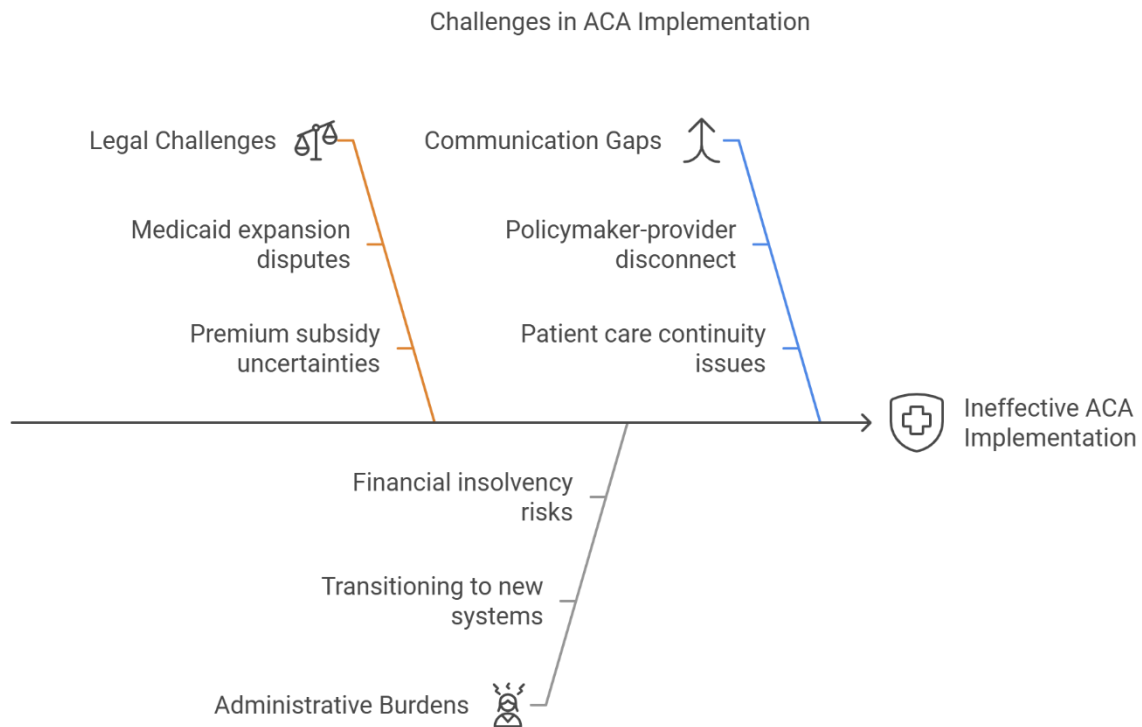 Challenges in ACA Implementation
Legal Challenges
Medicaid expansion
disputes
Premium subsidy
uncertainties
Communication Gaps
Policymaker-provider
disconnect
Patient care continuity
issues
Ineffective ACA
Implementation
Financial insolvency
risks
Transitioning to new
systems
Administrative Burdens